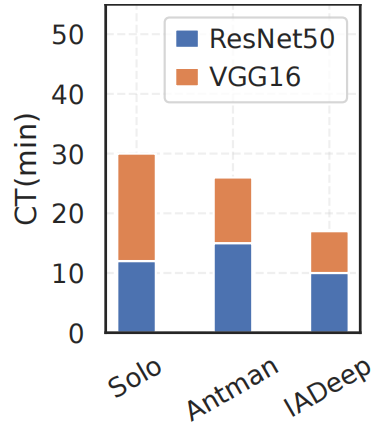 CT(min)
50
40
30
20
10
0
ResNet50
VGG16
Solo
Antman
IADeep